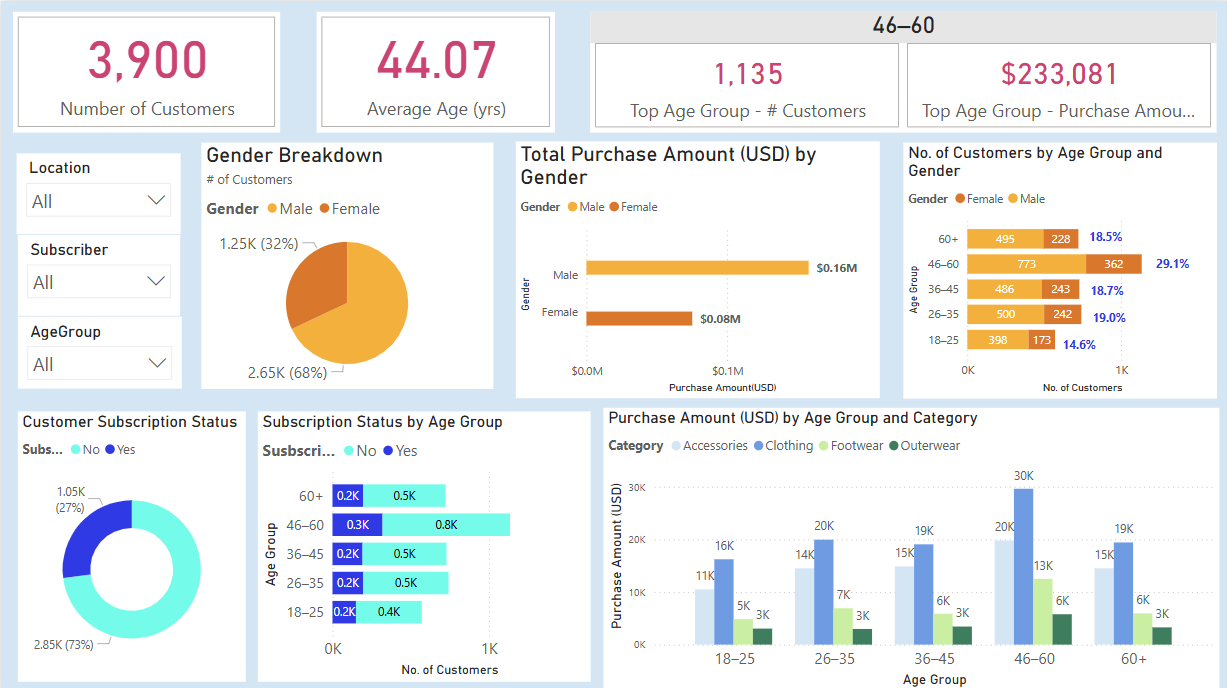 3,900
Number of Customers
44.07
Average Age (yrs)
46–60
1,135
Top Age Group - # Customers
$233,081
Top Age Group - Purchase Amou...
Location
All
Subscriber
All
AgeGroup
All
Gender Breakdown
# of Customers
Gender Male Female
1.25K (32%)
2.65K (68%)
Total Purchase Amount (USD) by
Gender
Gender Male Female
Gender
Male
$0.16M
Female
$0.08M
$0.0M $0.1M
Purchase Amount(USD)
No. of Customers by Age Group and
Gender
Gender Female Male
Age Group
60+ 495 228 18.5%
46–60 773 362 29.1%
36–45 486 243 18.7%
26–35 500 242 19.0%
18–25 398 173 14.6%
0K 1K
No. of Customers
Customer Subscription Status
Subs... No Yes
1.05K
(27%)
2.85K (73%)
Subscription Status by Age Group
Susbscri... No Yes
Age Group
60+ 0.2K 0.5K
46–60 0.3K 0.8K
36–45 0.2K 0.5K
26–35 0.2K 0.5K
18–25 0.2K 0.4K
0K 1K
No. of Customers
Purchase Amount (USD) by Age Group and Category
Category Accessories Clothing Footwear Outerwear
Purchase Amount (USD)
30K
20K
10K
0K
11K 16K 5K 3K
14K 20K 7K 3K
15K 19K 6K 3K
20K 30K 13K 6K
15K 19K 6K 3K
18–25 26–35 36–45 46–60 60+
Age Group